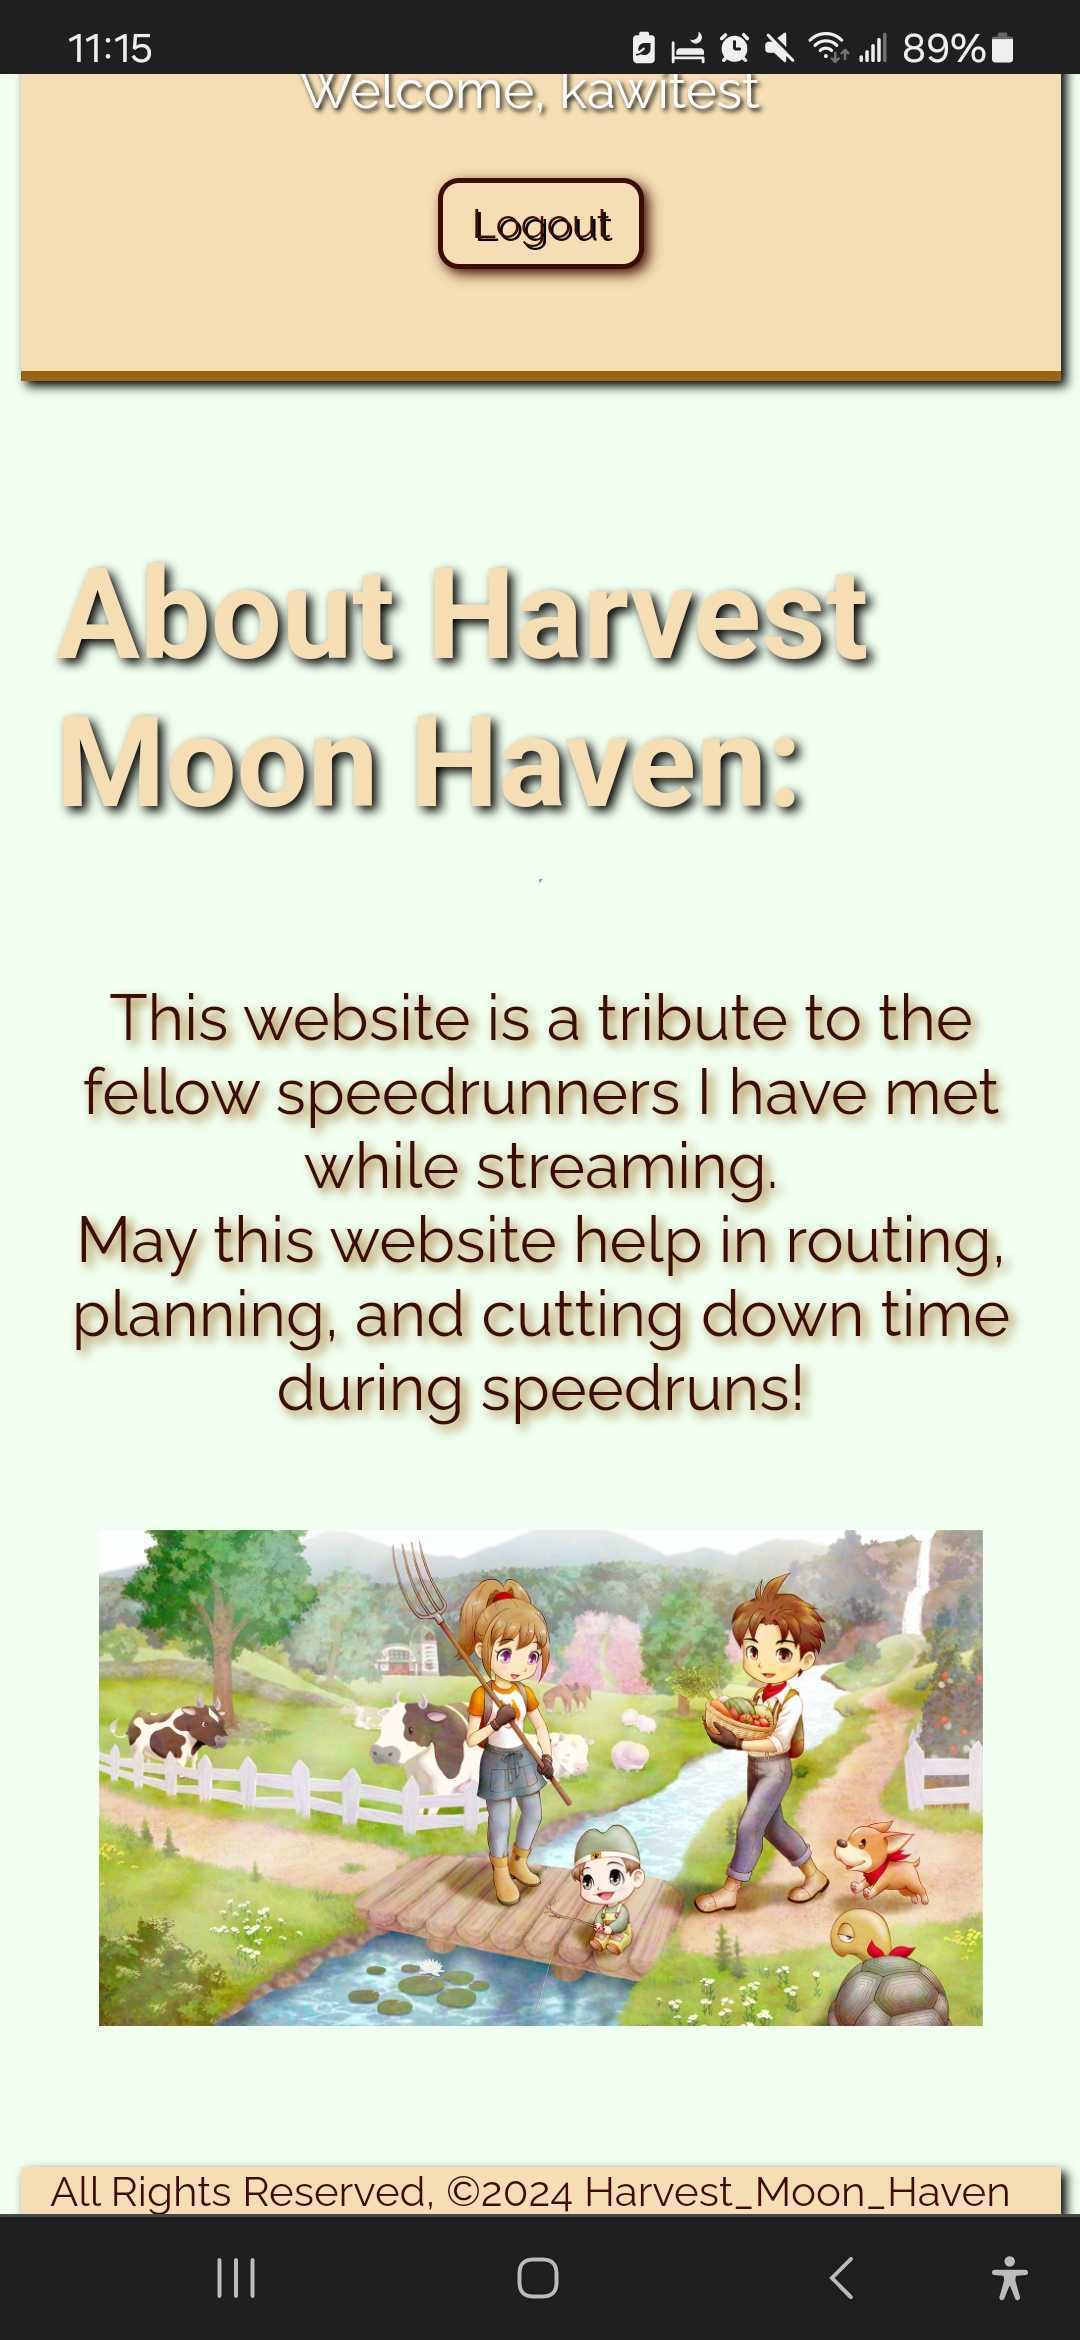 11:15
89%
Welcome, kawitest
Logout
About Harvest
Moon Haven:
This website is a tribute to the
fellow speedrunners I have met
while streaming.
May this website help in routing,
planning, and cutting down time
during speedruns!
All Rights Reserved, ©2024 Harvest_Moon_Haven